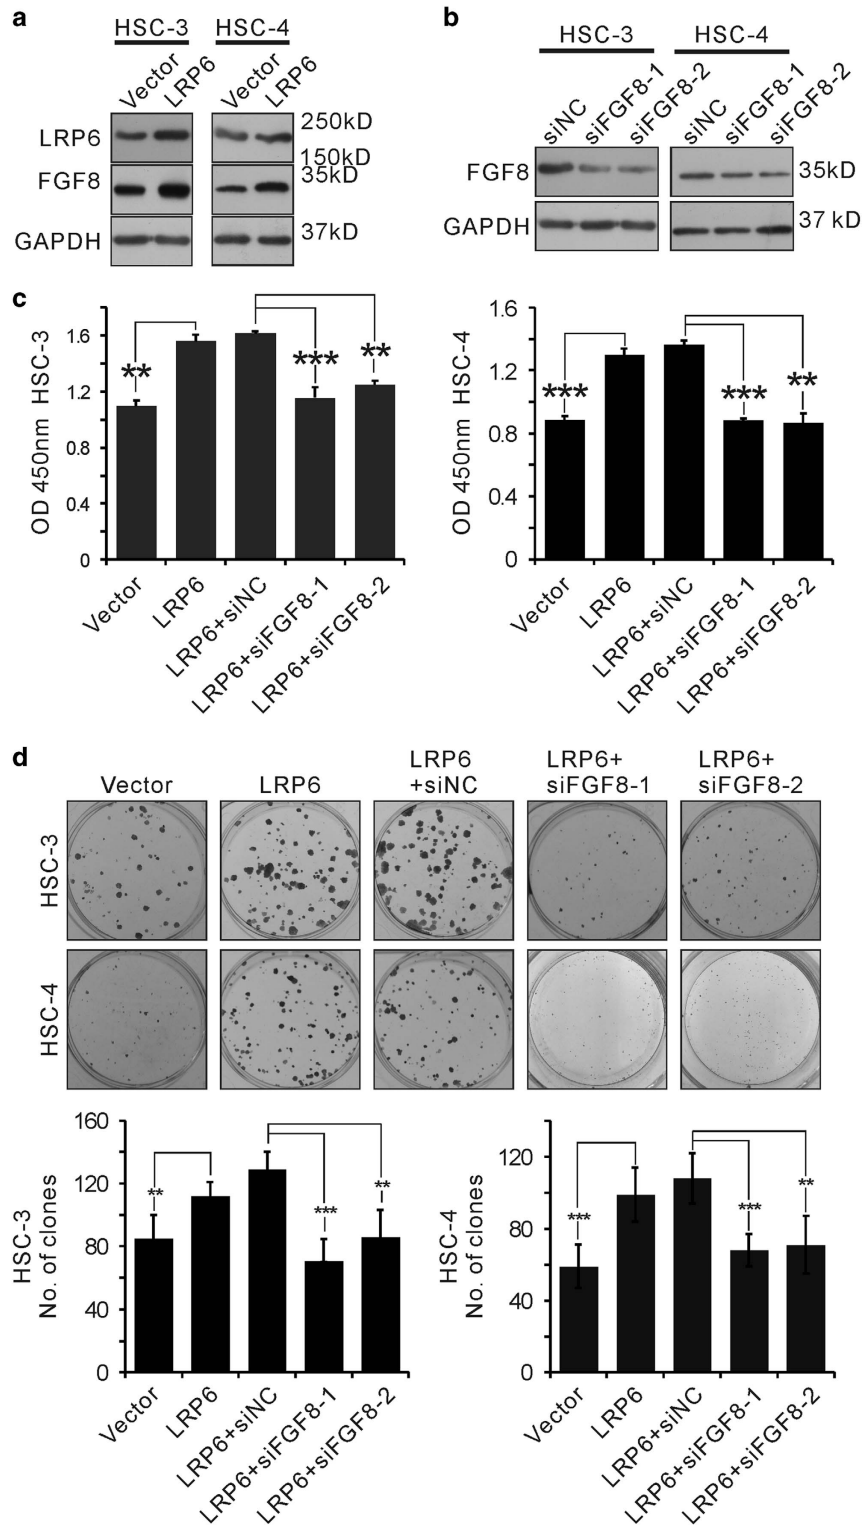 a
HSC-3 HSC-4
Vector LRP6 Vector LRP6
LRP6
250kD
150kD
FGF8
35kD
GAPDH
37kD
b
HSC-3 HSC-4
siNC siFGF8-1 siFGF8-2 siNC siFGF8-1 siFGF8-2
FGF8 35kD
GAPDH 37 kD
c
OD 450nm HSC-3
1.6
1.2
0.8
0.4
0
** *** **
Vector LRP6 LRP6+siNC LRP6+siFGF8-1 LRP6+siFGF8-2
OD 450nm HSC-4
1.6
1.2
0.8
0.4
0
*** *** **
Vector LRP6 LRP6+siNC LRP6+siFGF8-1 LRP6+siFGF8-2
d
Vector LRP6 LRP6 +siNC LRP6+ siFGF8-1 LRP6+ siFGF8-2
HSC-3
HSC-4
HSC-3
No. of clones
160
120
80
40
0
** *** **
Vector LRP6 LRP6+siNC LRP6+siFGF8-1 LRP6+siFGF8-2
HSC-4
No. of clones
120
80
40
0
*** *** **
Vector LRP6 LRP6+siNC LRP6+siFGF8-1 LRP6+siFGF8-2